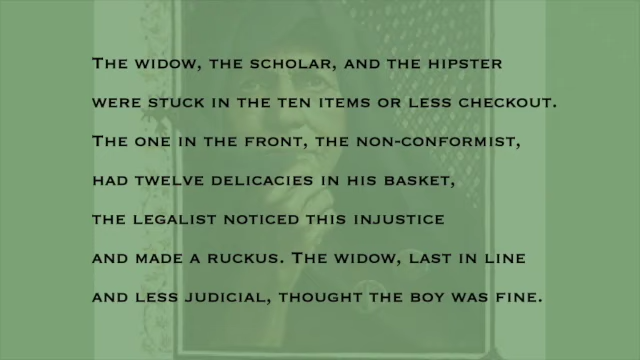 The widow, the scholar, and the hipster
were stuck in the ten items or less checkout.
The one in the front, the non-conformist,
had twelve delicacies in his basket,
the legalist noticed this injustice
and made a ruckus. The widow, last in line
and less judicial, thought the boy was fine.